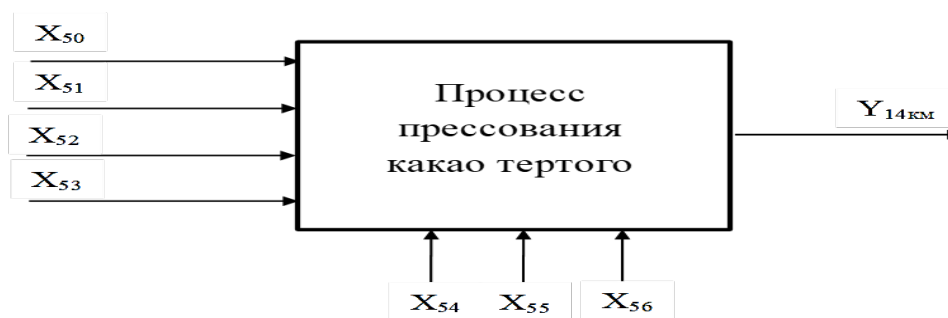 X50
X51
X52
X53
Процесс
прессования
какао тертого
Y14км
X54
X55
X56